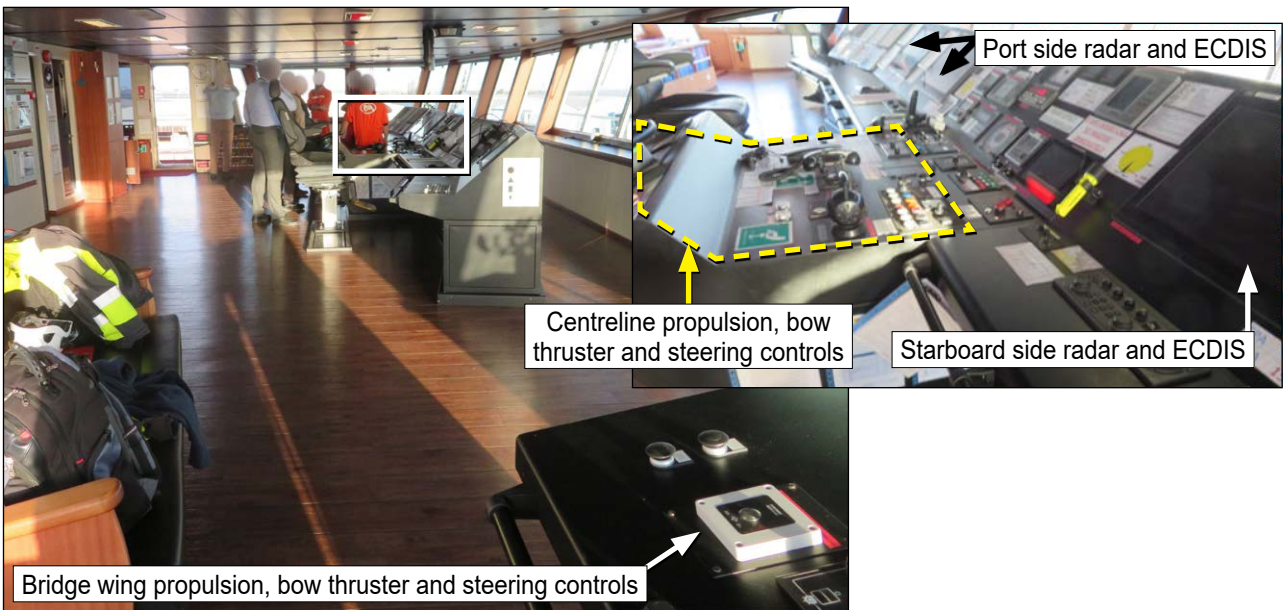 Port side radar and ECDIS
Centreline propulsion, bow
thruster and steering controls
Starboard side radar and ECDIS
Bridge wing propulsion, bow thruster and steering controls